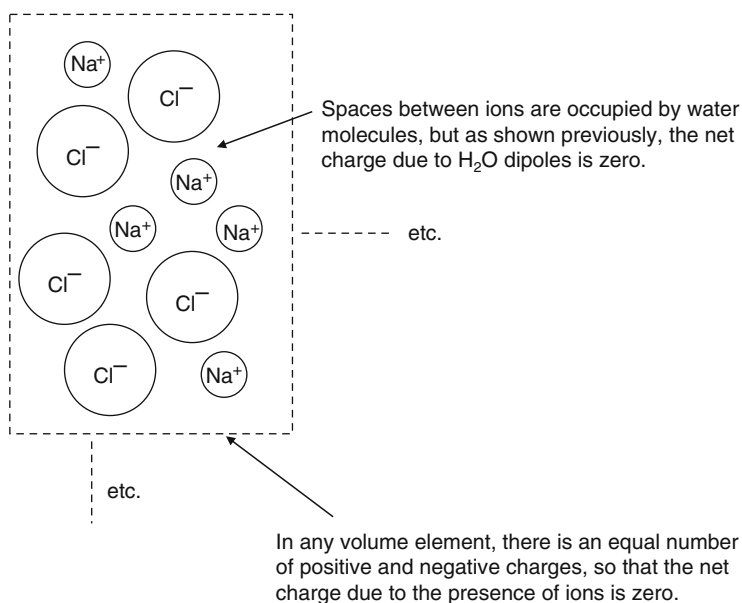 Na⁺
Cl⁻
Cl⁻
Spaces between ions are occupied by water
molecules, but as shown previously, the net
charge due to H₂O dipoles is zero.
Na⁺
Na⁺
Na⁺
etc.
Cl⁻
Cl⁻
Cl⁻
Na⁺
etc.
In any volume element, there is an equal number
of positive and negative charges, so that the net
charge due to the presence of ions is zero.